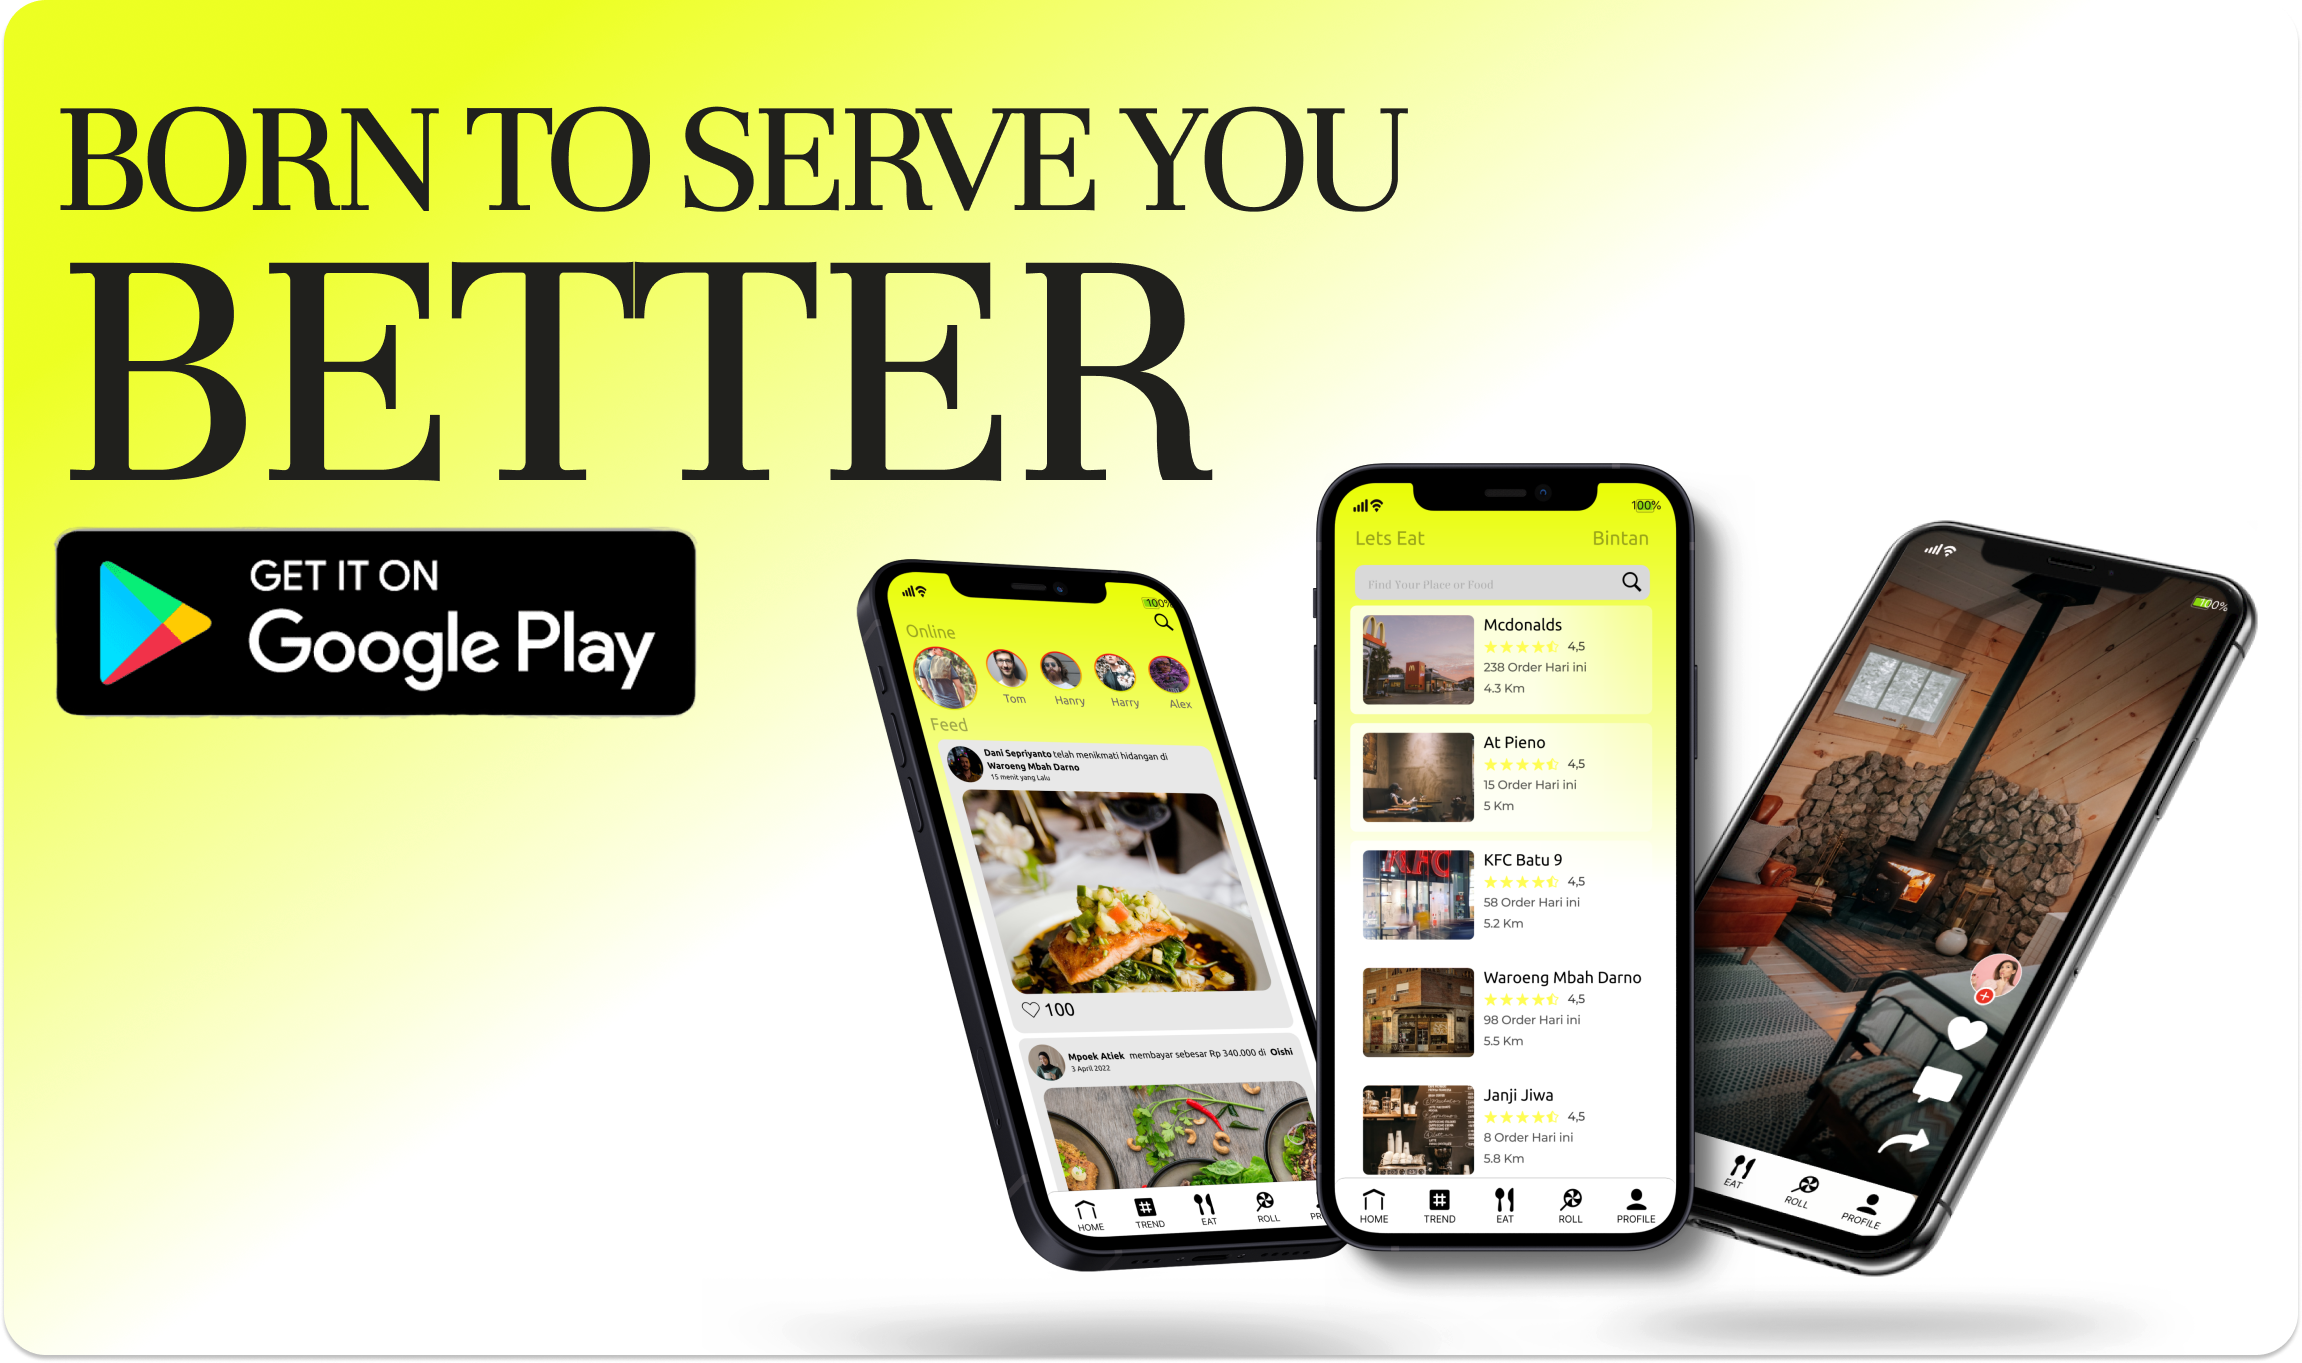 BORN TO SERVE YOU
BETTER
GET IT ON
Google Play
100%
Online
Tom Hanry Harry Alex
Feed
Dani Sepriyanto telah menikmati hidangan di
Waroeng Mbah Darno
15 menit yang Lalu
100
Mpoek Atiek membayar sebesar Rp 340.000 di Oishi
3 April 2022
HOME TREND EAT ROLL PR
100%
Lets Eat Bintan
Find Your Place or Food
Mcdonalds
4,5
238 Order Hari ini
4.3 Km
At Pieno
4,5
15 Order Hari ini
5 Km
KFC
KFC Batu 9
4,5
58 Order Hari ini
5.2 Km
Waroeng Mbah Darno
4,5
98 Order Hari ini
5.5 Km
Janji Jiwa
4,5
8 Order Hari ini
5.8 Km
HOME TREND EAT ROLL PROFILE
100%
EAT ROLL PROFILE